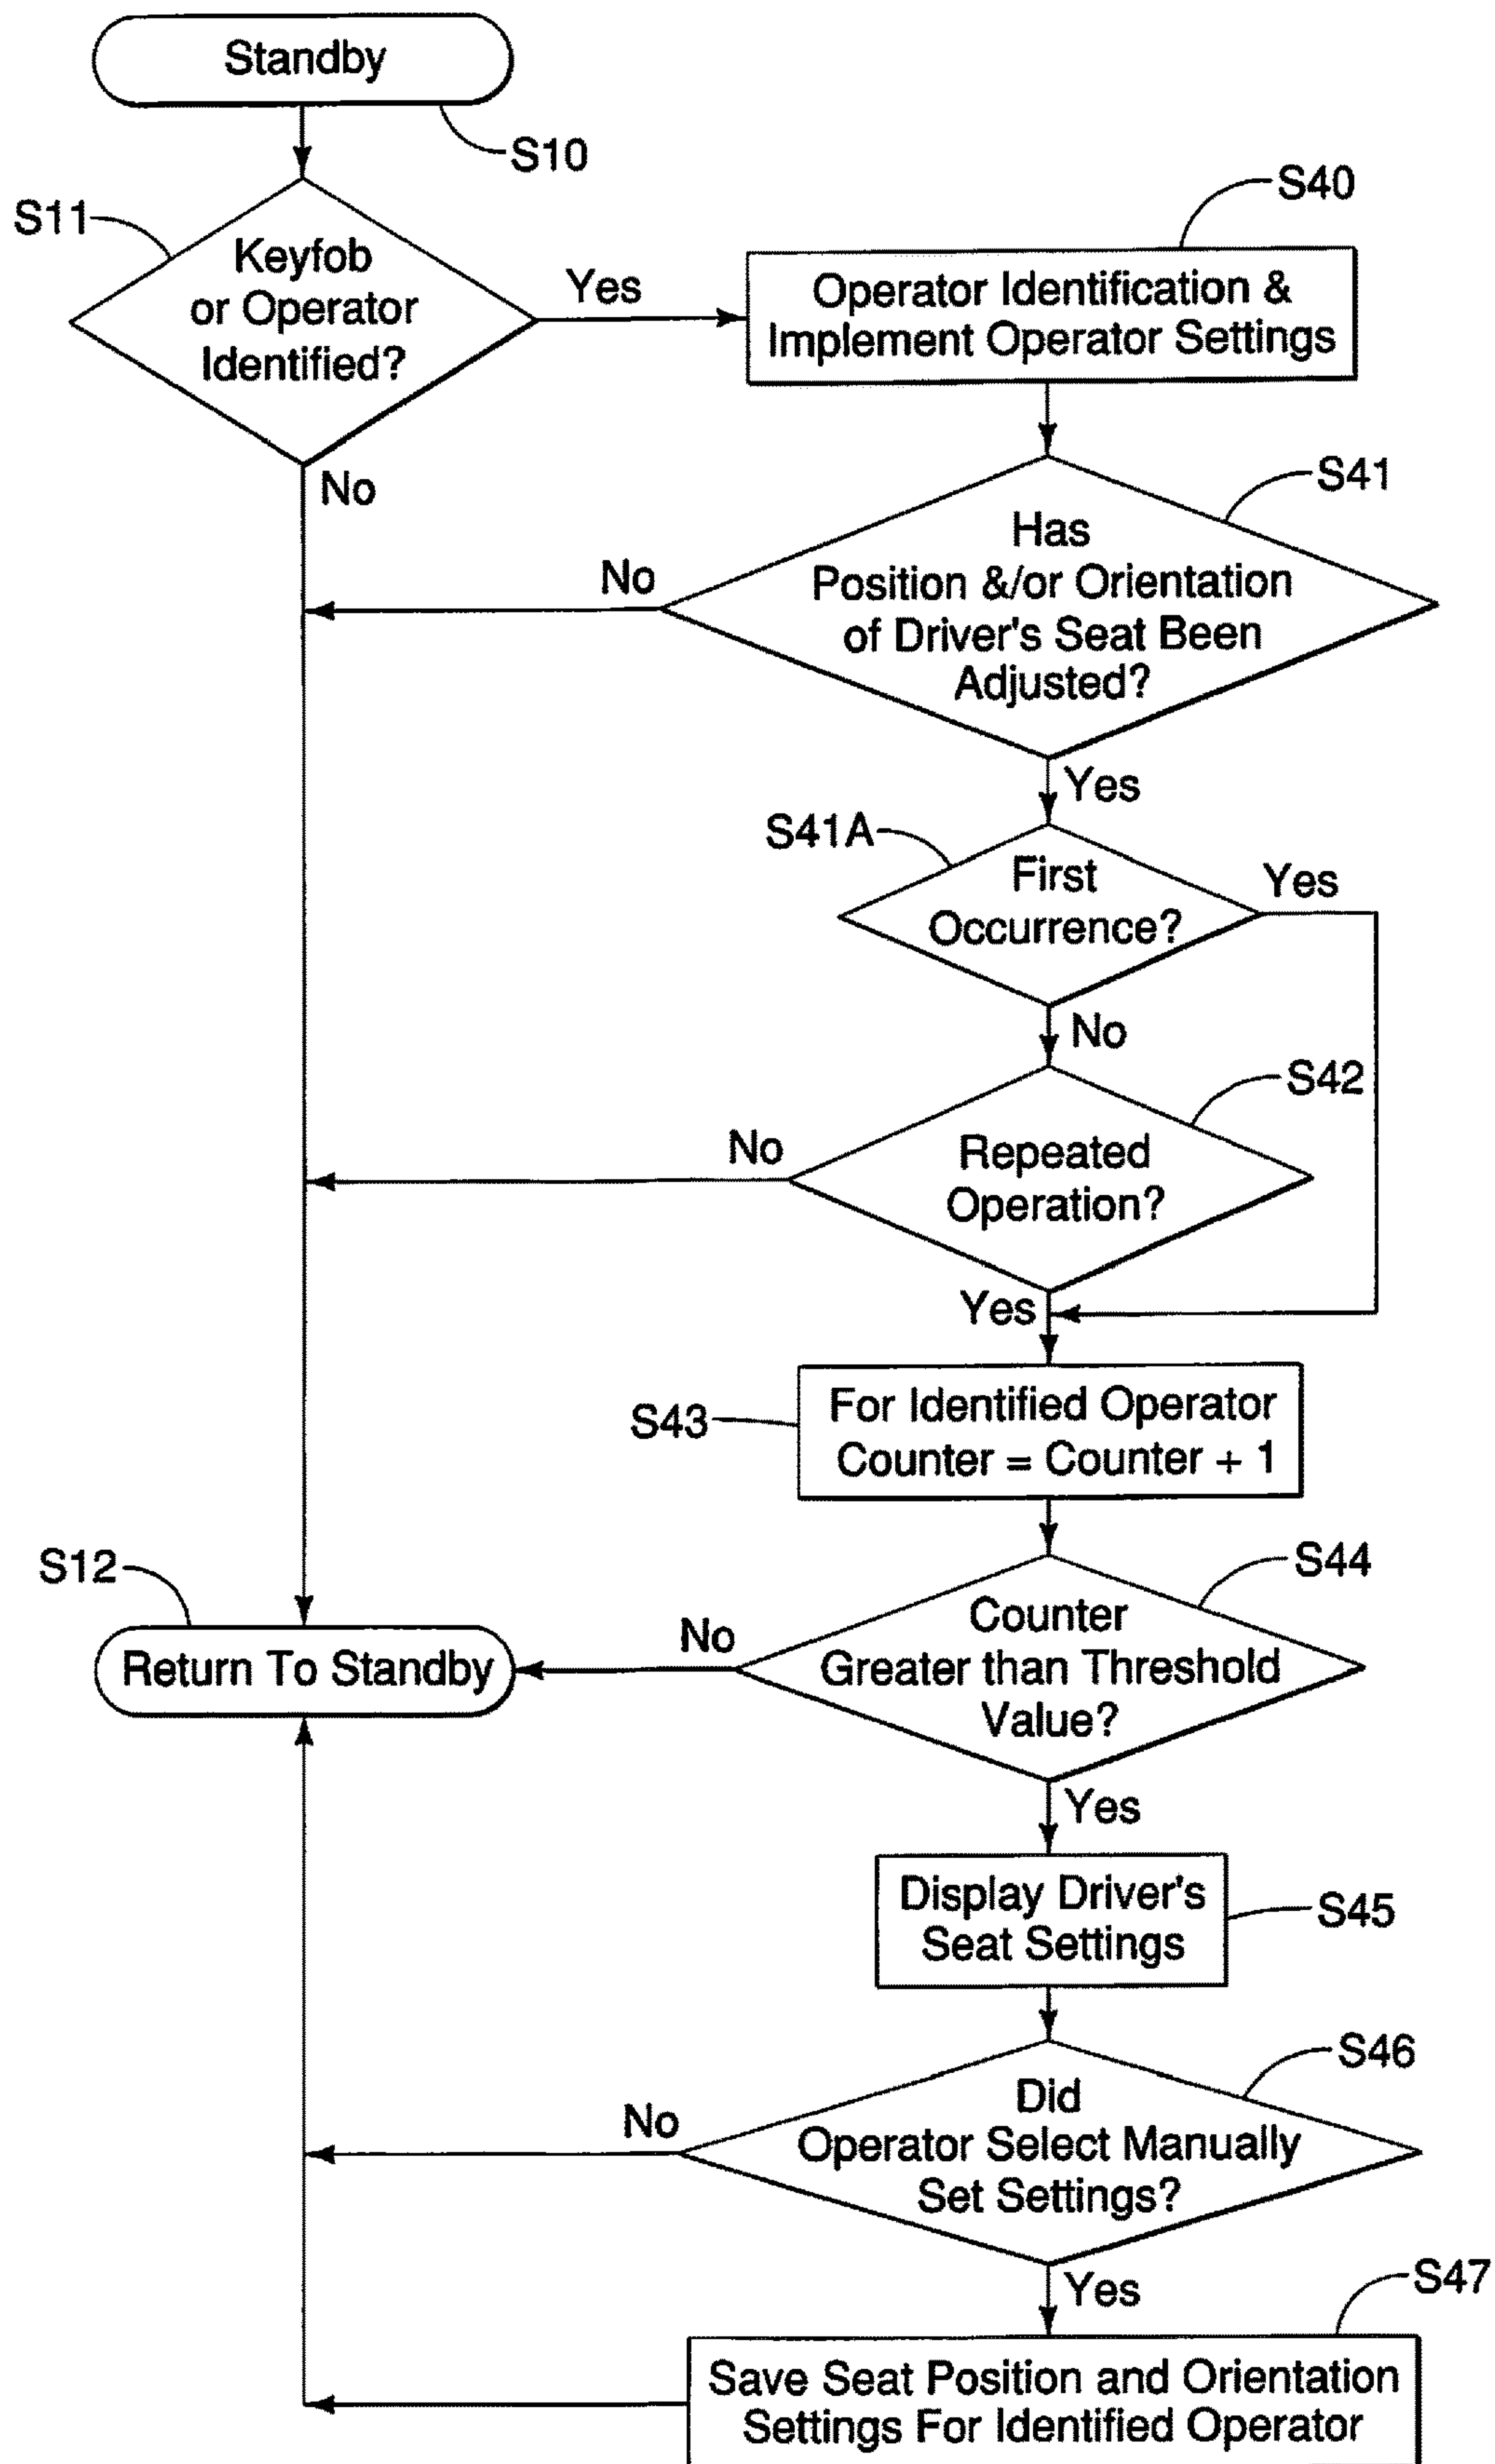 Standby
S10
S11
Keyfob
or Operator
Identified?
Yes
No
S40
Operator Identification &
Implement Operator Settings
S41
Has
Position &/or Orientation
of Driver's Seat Been
Adjusted?
No
Yes
S41A
First
Occurrence?
Yes
No
S42
Repeated
Operation?
No
Yes
S43
For Identified Operator
Counter = Counter + 1
S44
Counter
Greater than Threshold
Value?
No
S12
Return To Standby
Yes
Display Driver's
Seat Settings
S45
S46
Did
Operator Select Manually
Set Settings?
No
Yes
S47
Save Seat Position and Orientation
Settings For Identified Operator